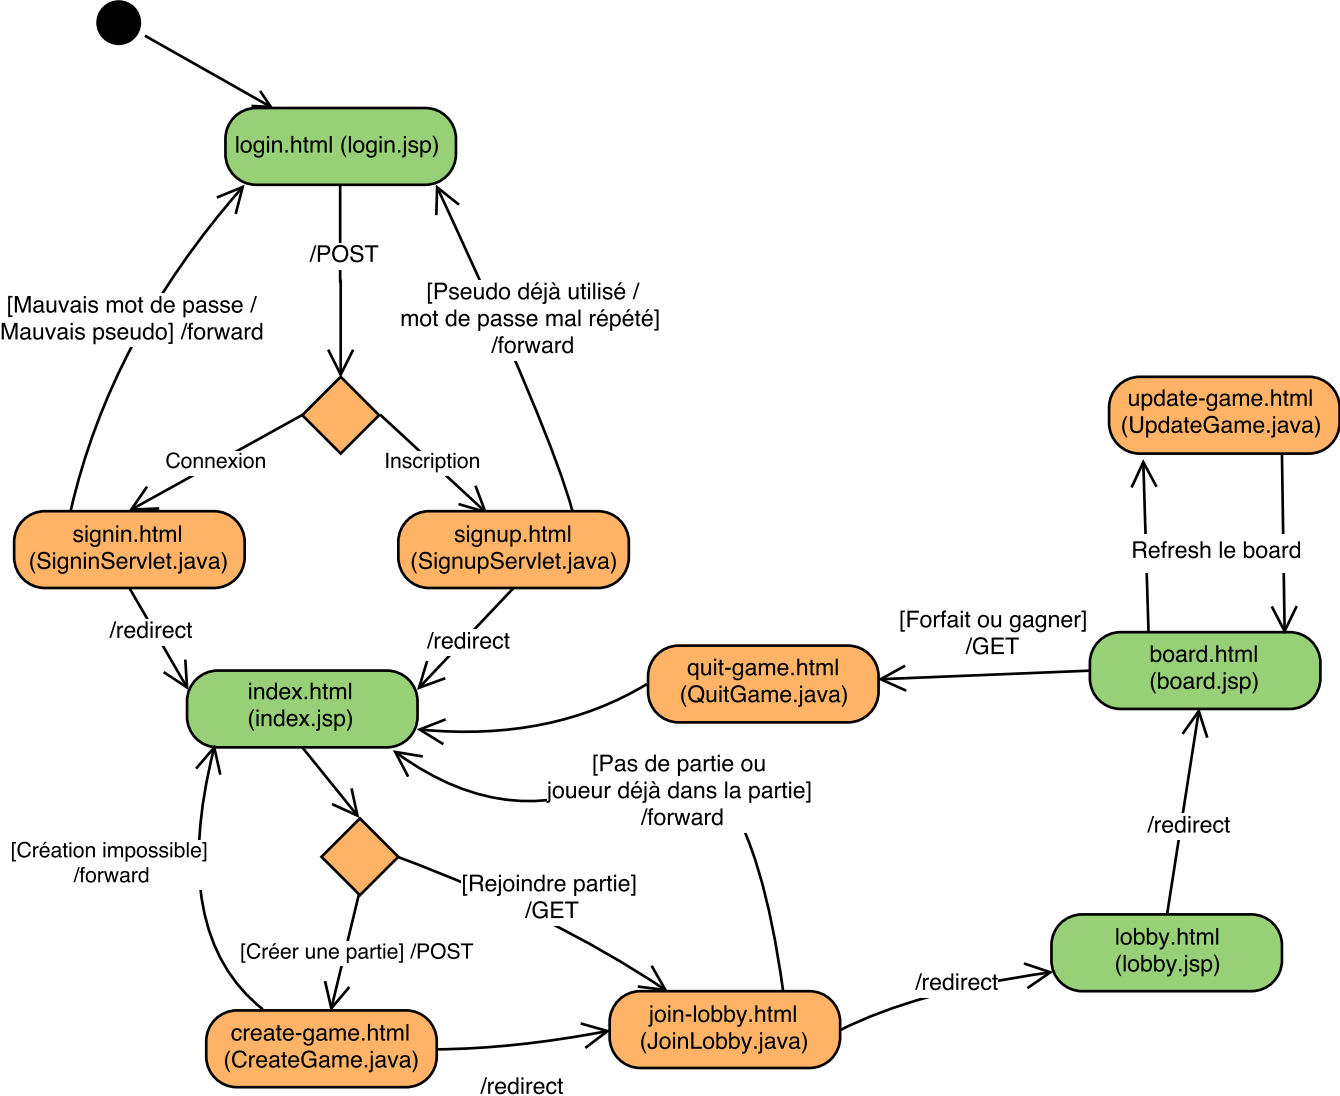 login.html (login.jsp)
/POST
[Mauvais mot de passe /
Mauvais pseudo] /forward
[Pseudo déjà utilisé /
mot de passe mal répété]
/forward
Connexion
Inscription
signin.html
(SigninServlet.java)
signup.html
(SignupServlet.java)
/redirect
/redirect
update-game.html
(UpdateGame.java)
Refresh le board
[Forfait ou gagner]
/GET
board.html
(board.jsp)
quit-game.html
(QuitGame.java)
index.html
(index.jsp)
[Pas de partie ou
joueur déjà dans la partie]
/forward
[Création impossible]
/forward
[Rejoindre partie]
/GET
[Créer une partie] /POST
/redirect
lobby.html
(lobby.jsp)
/redirect
join-lobby.html
(JoinLobby.java)
create-game.html
(CreateGame.java)
/redirect